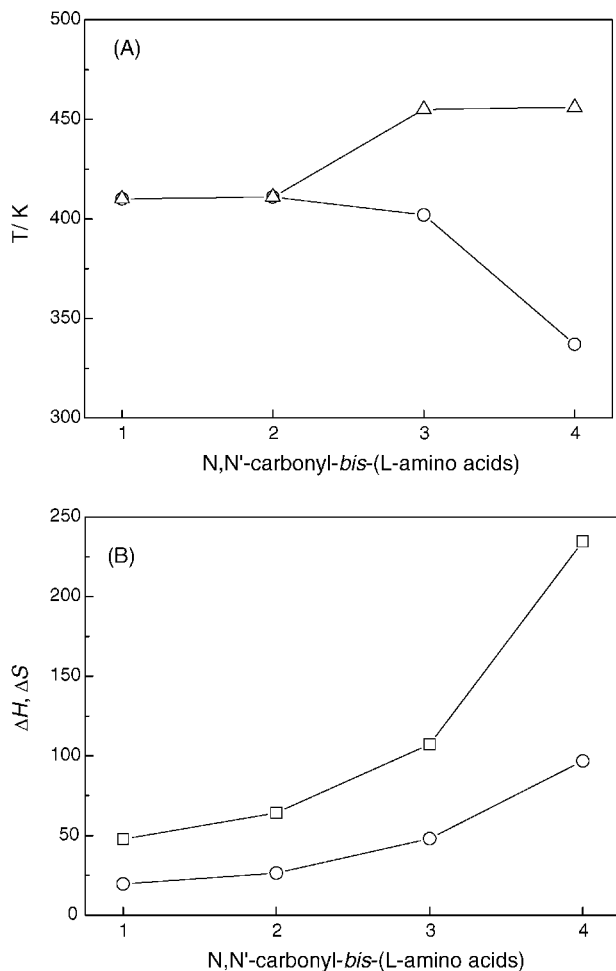 (A)
500
450
400
350
300
T/ K
1 2 3 4
N,N'-carbonyl-bis-(L-amino acids)
(B)
250
200
150
100
50
0
ΔH, ΔS
1 2 3 4
N,N'-carbonyl-bis-(L-amino acids)